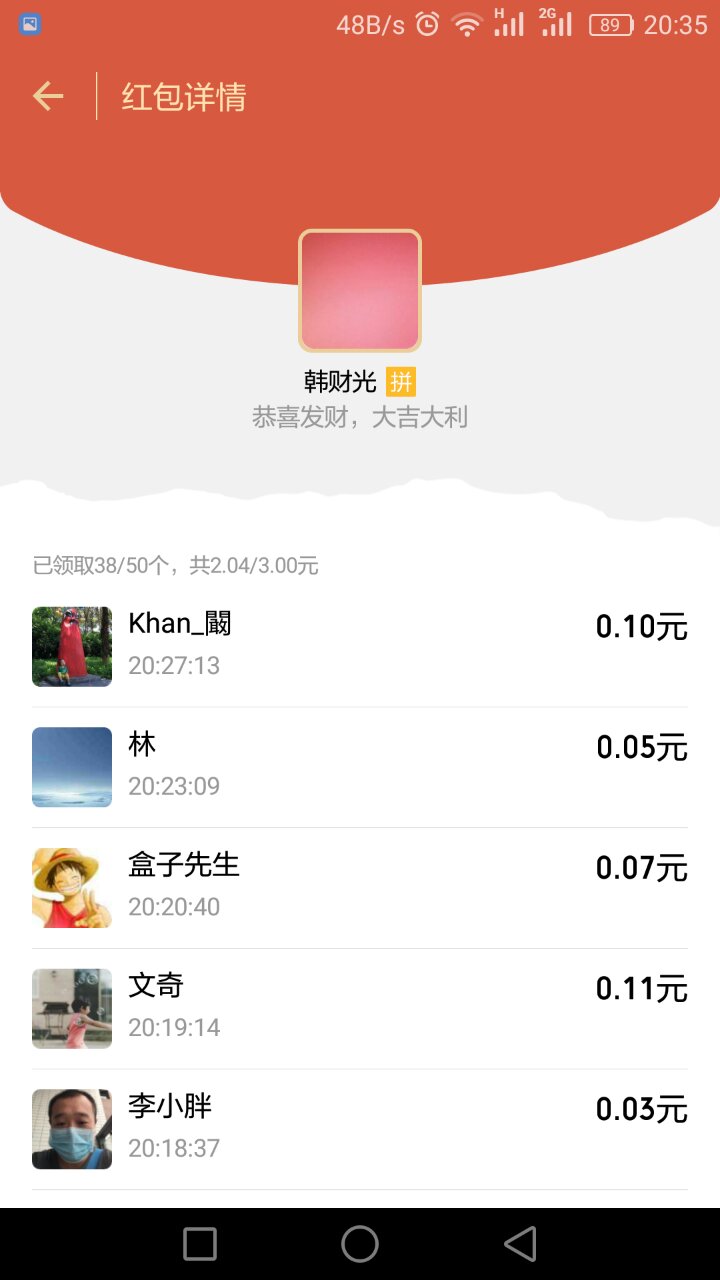 48B/s H 2G 89 20:35
红包详情
韩财光 拼
恭喜发财，大吉大利
已领取38/50个，共2.04/3.00元
Khan_闞 0.10元
20:27:13
林 0.05元
20:23:09
盒子先生 0.07元
20:20:40
文奇 0.11元
20:19:14
李小胖 0.03元
20:18:37